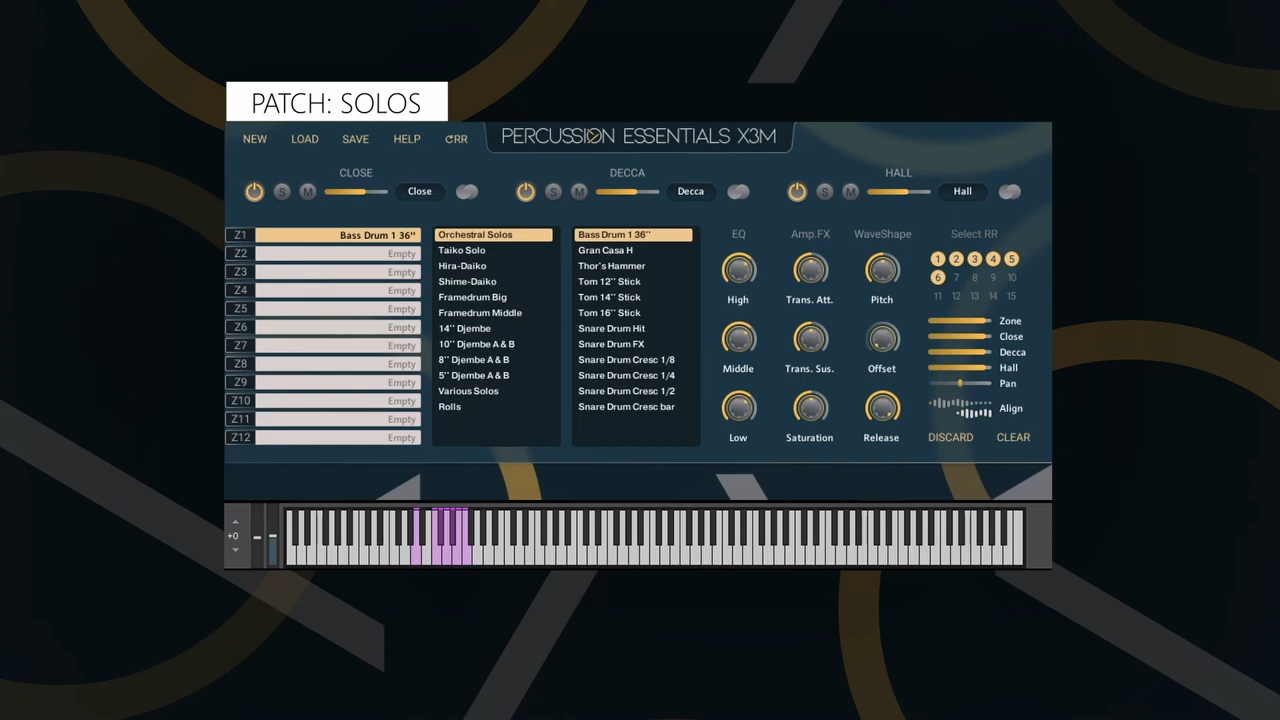 PATCH: SOLOS
NEW LOAD SAVE HELP RR PERCUSSION ESSENTIALS X3M
CLOSE DECCA HALL
S M Close S M Decca S M Hall
Z1 Bass Drum 1 36''
Z2 Empty
Z3 Empty
Z4 Empty
Z5 Empty
Z6 Empty
Z7 Empty
Z8 Empty
Z9 Empty
Z10 Empty
Z11 Empty
Z12 Empty
Orchestral Solos
Taiko Solo
Hira-Daiko
Shime-Daiko
Framedrum Big
Framedrum Middle
14'' Djembe
10'' Djembe A & B
8'' Djembe A & B
5'' Djembe A & B
Various Solos
Rolls
Bass Drum 1 36''
Gran Casa H
Thor's Hammer
Tom 12'' Stick
Tom 14'' Stick
Tom 16'' Stick
Snare Drum Hit
Snare Drum FX
Snare Drum Cresc 1/8
Snare Drum Cresc 1/4
Snare Drum Cresc 1/2
Snare Drum Cresc bar
EQ Amp.FX WaveShape
High Trans. Att. Pitch
Middle Trans. Sus. Offset
Low Saturation Release
Select RR
1 2 3 4 5
6 7 8 9 10
11 12 13 14 15
Zone
Close
Decca
Hall
Pan
Align
DISCARD CLEAR
+0